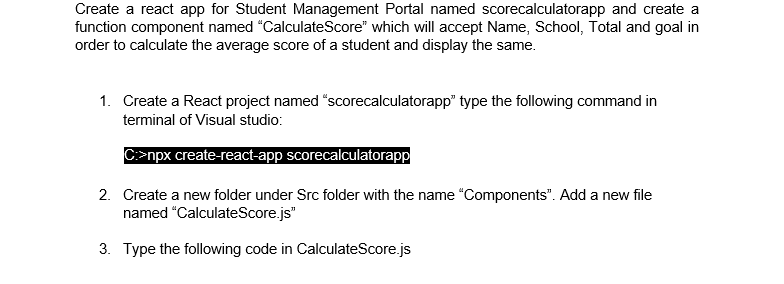 Create a react app for Student Management Portal named scorecalculatorapp and create a
function component named “CalculateScore” which will accept Name, School, Total and goal in
order to calculate the average score of a student and display the same.
1. Create a React project named “scorecalculatorapp” type the following command in
terminal of Visual studio:
C:>npx create-react-app scorecalculatorapp
2. Create a new folder under Src folder with the name “Components”. Add a new file
named “CalculateScore.js”
3. Type the following code in CalculateScore.js